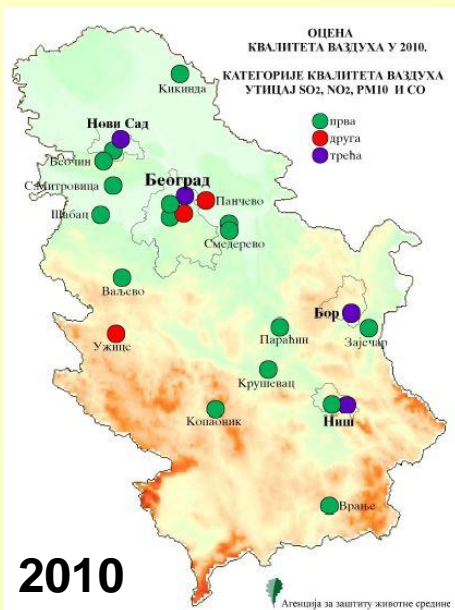 ОЦЕНА
КВАЛИТЕТА ВАЗДУХА У 2010.
КАТЕГОРИЈЕ КВАЛИТЕТА ВАЗДУХА
УТИЦАЈ SO2, NO2, PM10 И CO
прва
друга
трећа
Кикинда
Нови Сад
Беочин
С.Митровица
Београд
Панчево
Шабац
Смедерево
Ваљево
Бор
Ужице
Параћин
Зајечар
Крушевац
Копаоник
Ниш
Врање
2010
Агенција за заштиту животне средине